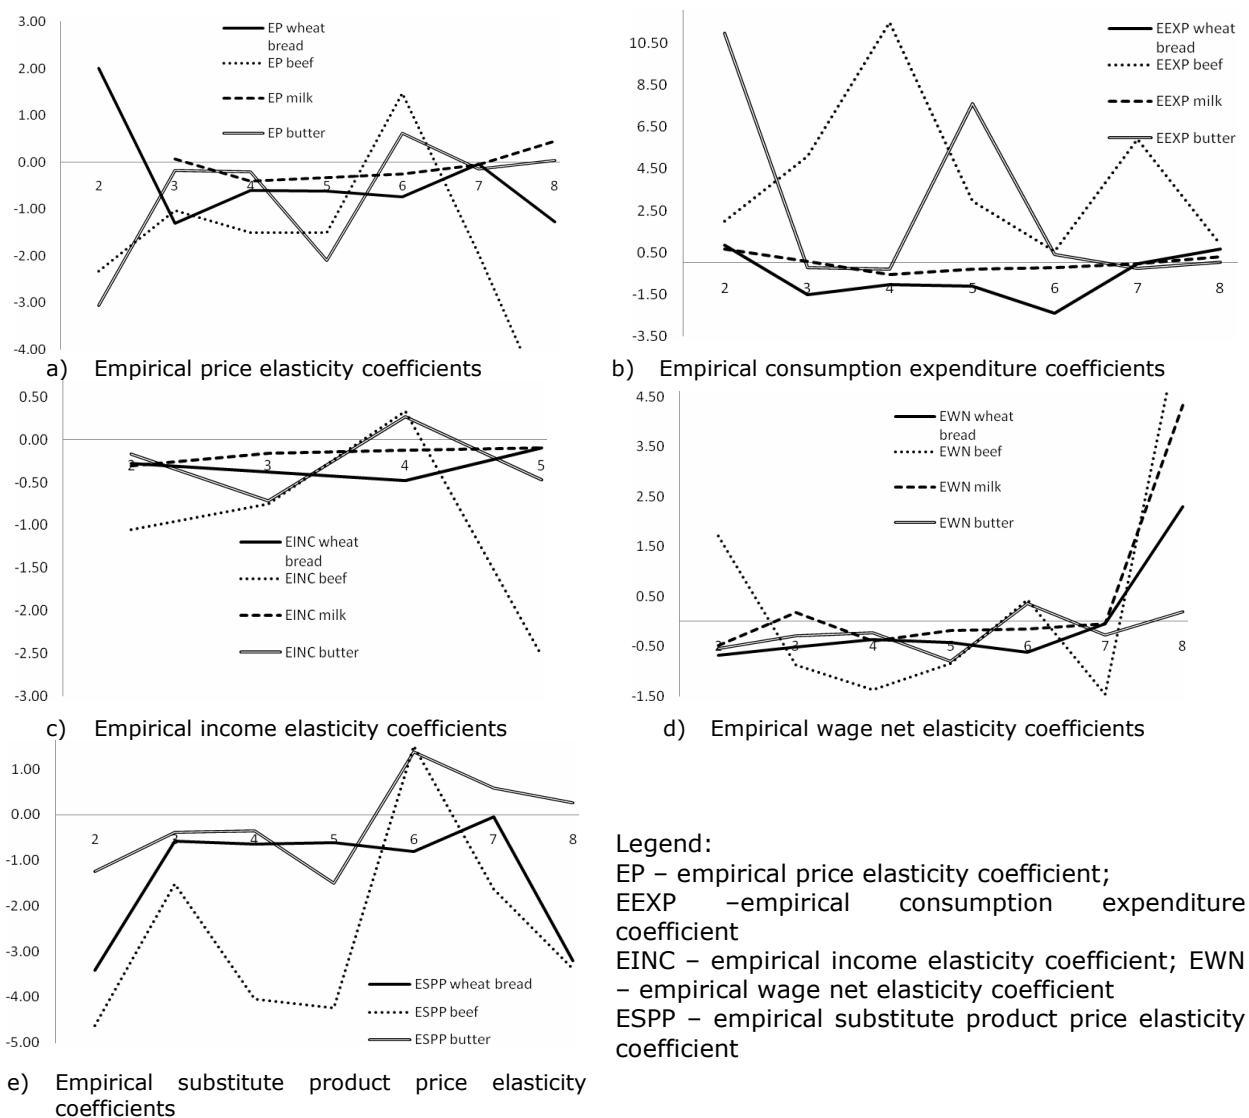 3.00
2.00
1.00
0.00
-1.00
-2.00
-3.00
-4.00
2 3 4 5 6 7 8
EP wheat
bread
EP beef
EP milk
EP butter
a) Empirical price elasticity coefficients
10.50
8.50
6.50
4.50
2.50
0.50
-1.50
-3.50
2 3 4 5 6 7 8
EEXP wheat
bread
EEXP beef
EEXP milk
EEXP butter
b) Empirical consumption expenditure coefficients
0.50
0.00
-0.50
-1.00
-1.50
-2.00
-2.50
-3.00
2 3 4 5
EINC wheat
bread
EINC beef
EINC milk
EINC butter
c) Empirical income elasticity coefficients
4.50
3.50
2.50
1.50
0.50
-0.50
-1.50
2 3 4 5 6 7 8
EWN wheat
bread
EWN beef
EWN milk
EWN butter
d) Empirical wage net elasticity coefficients
1.00
0.00
-1.00
-2.00
-3.00
-4.00
-5.00
2 3 4 5 6 7 8
ESPP wheat bread
ESPP beef
ESPP butter
e) Empirical substitute product price elasticity
coefficients
Legend:
EP – empirical price elasticity coefficient;
EEXP –empirical consumption expenditure
coefficient
EINC – empirical income elasticity coefficient; EWN
– empirical wage net elasticity coefficient
ESPP – empirical substitute product price elasticity
coefficient